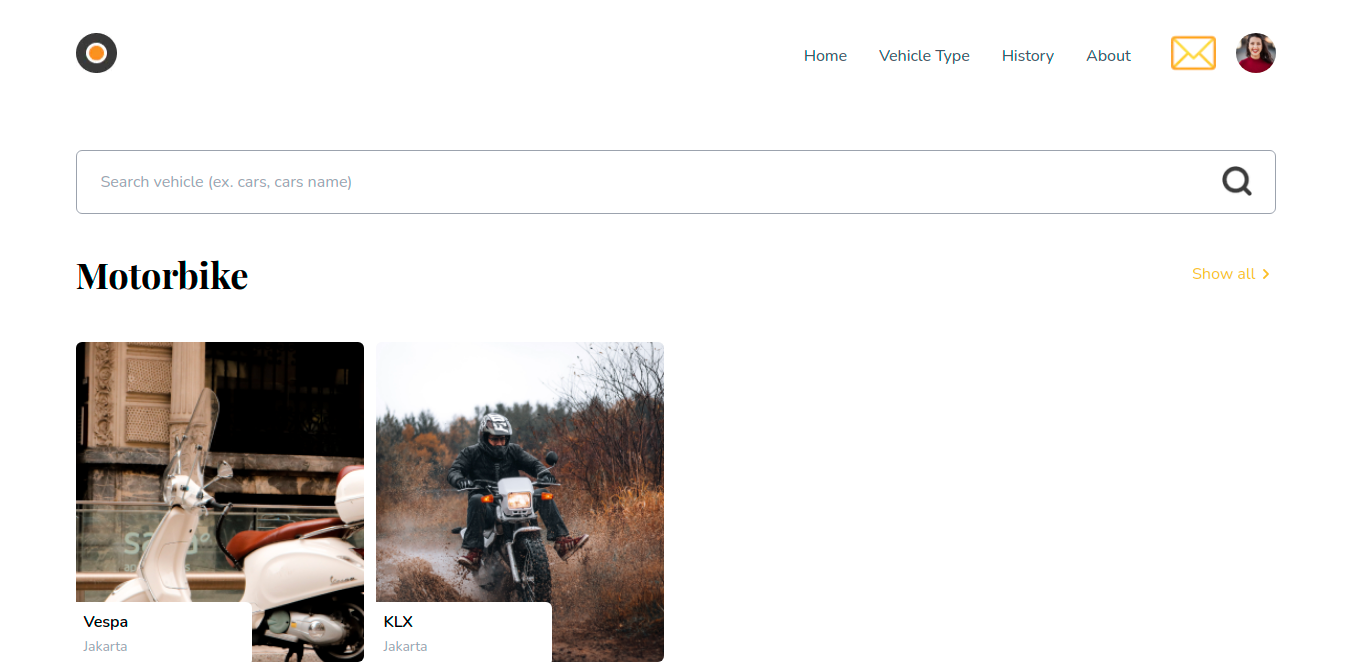 Home Vehicle Type History About
Search vehicle (ex. cars, cars name)
Motorbike
Show all
Vespa
Jakarta
KLX
Jakarta